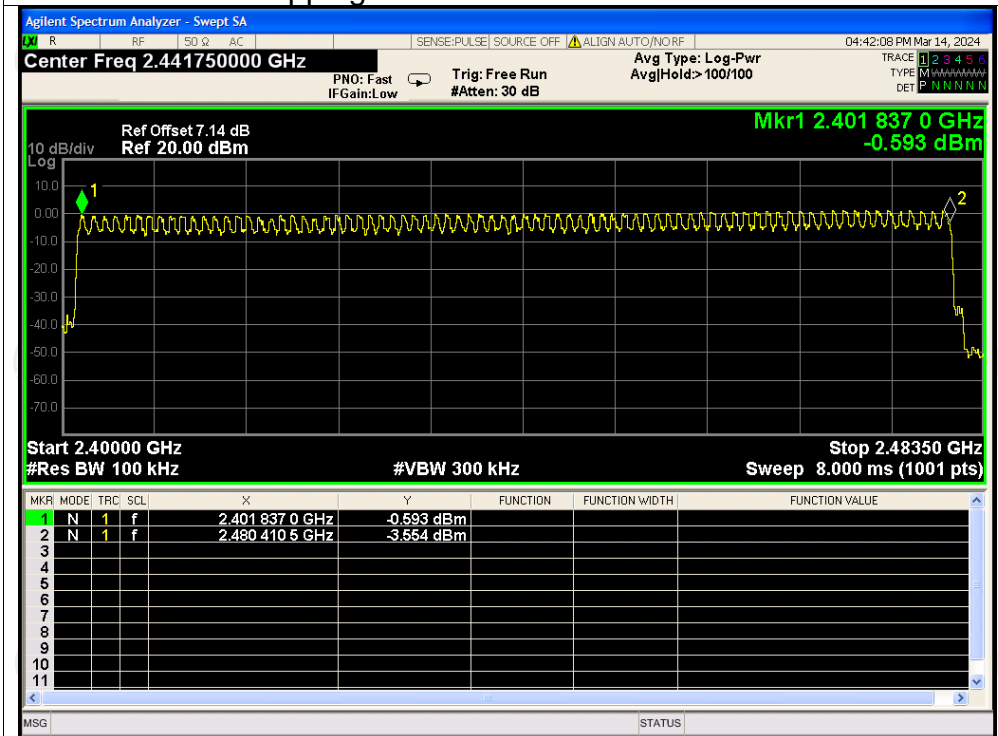 Agilent Spectrum Analyzer - Swept SA
LXI R RF 50 Ω AC SENSE:PULSE SOURCE OFF ALIGN AUTO/NO RF 04:42:08 PM Mar 14, 2024
Center Freq 2.441750000 GHz Avg Type: Log-Pwr TRACE 1 2 3 4 5 6
PNO: Fast Trig: Free Run Avg|Hold:>100/100 TYPE M WWWWW
IFGain:Low #Atten: 30 dB DET P N N N N N
Mkr1 2.401 837 0 GHz
Ref Offset 7.14 dB
10 dB/div Ref 20.00 dBm -0.593 dBm
Log
10.0
1
2
0.00
-10.0
-20.0
-30.0
-40.0
-50.0
-60.0
-70.0
Start 2.40000 GHz Stop 2.48350 GHz
#Res BW 100 kHz #VBW 300 kHz Sweep 8.000 ms (1001 pts)
MKR MODE TRC SCL X Y FUNCTION FUNCTION WIDTH FUNCTION VALUE
1 N 1 f 2.401 837 0 GHz -0.593 dBm
2 N 1 f 2.480 410 5 GHz -3.554 dBm
3
4
5
6
7
8
9
10
11
MSG STATUS